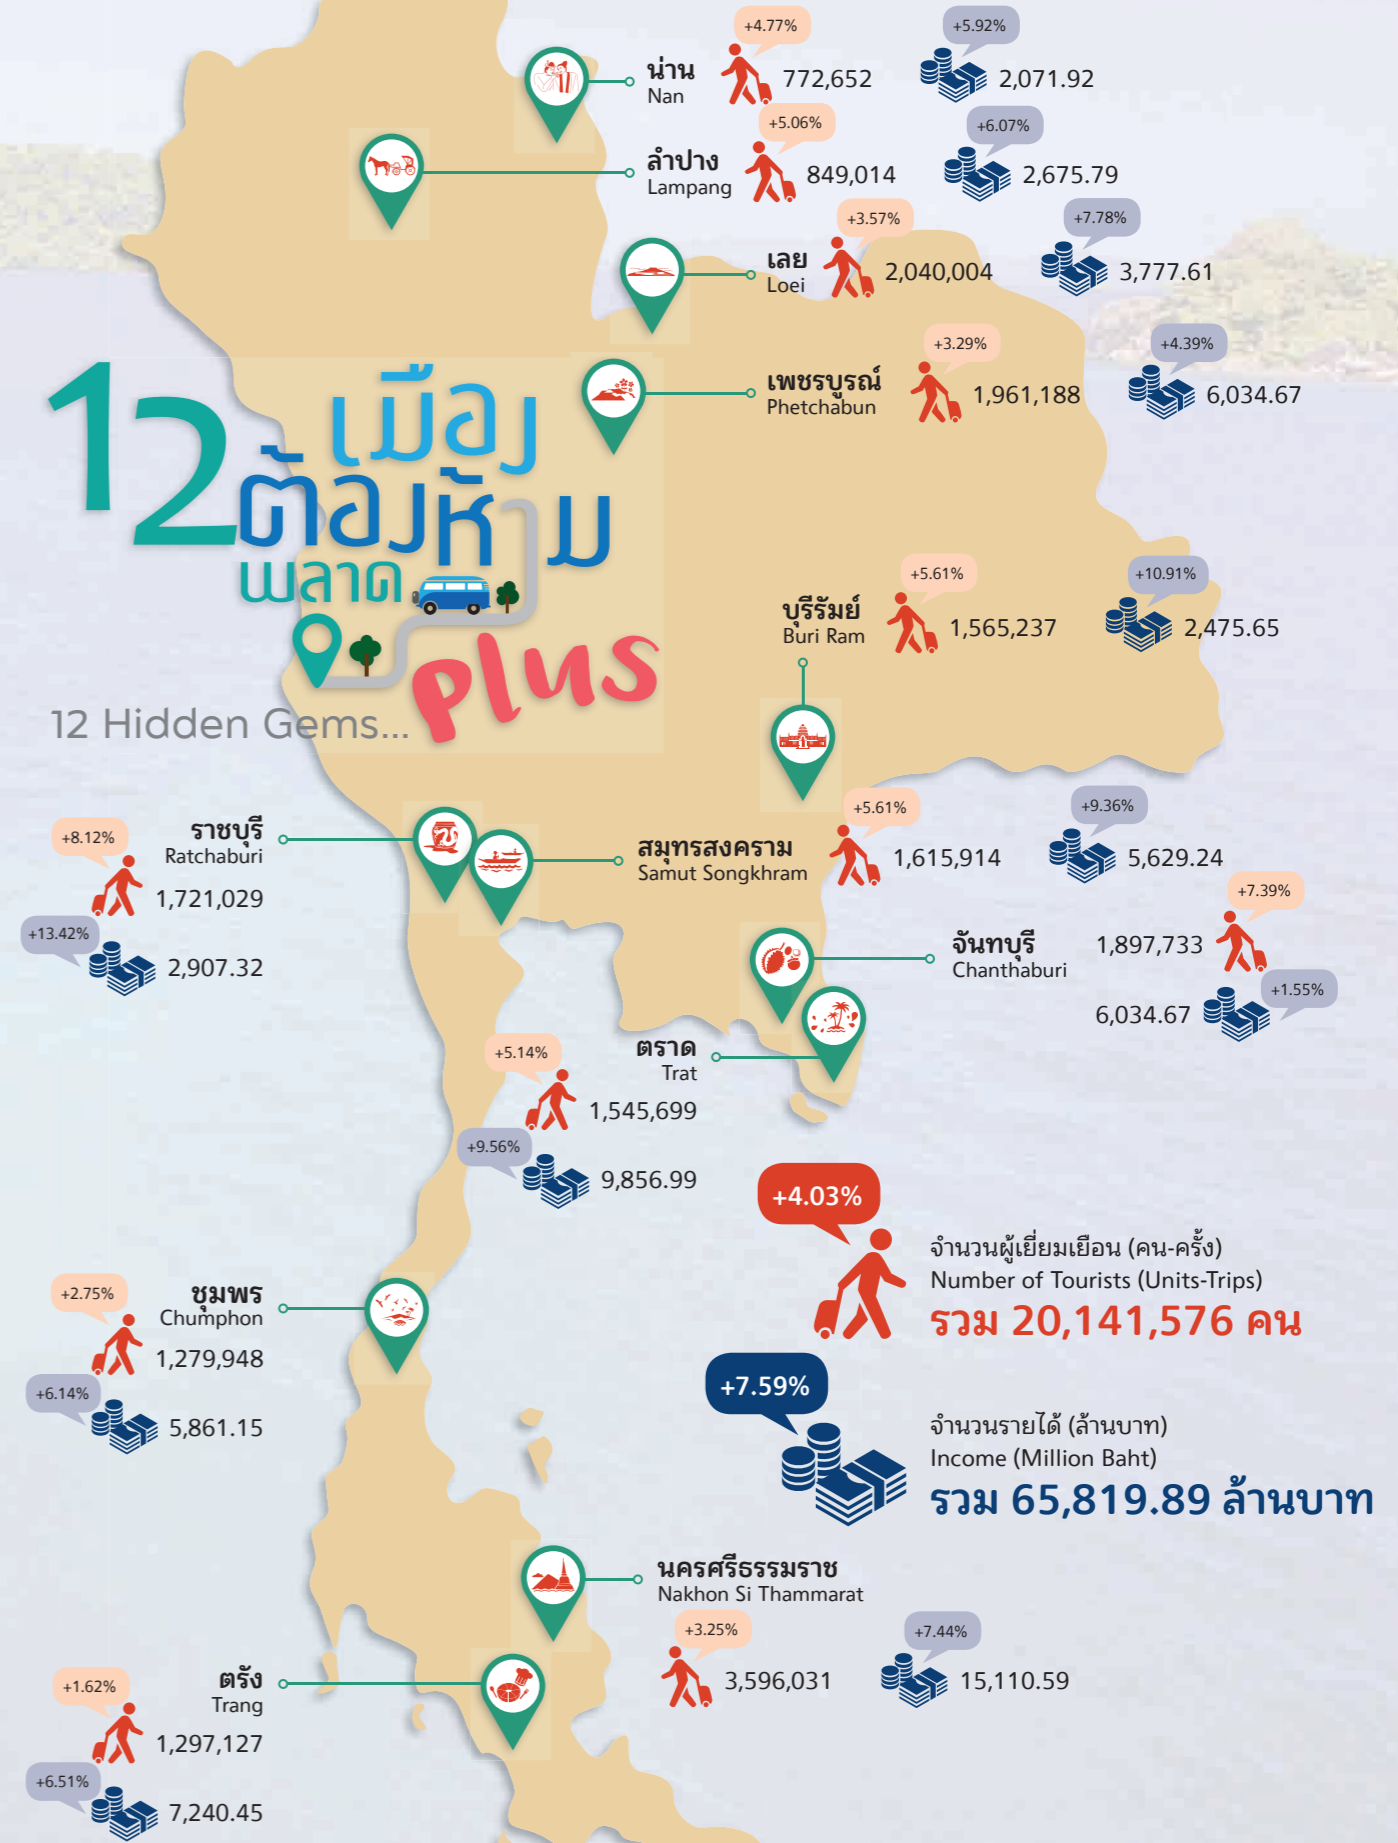 +4.77%
+5.92%
น่าน
Nan
772,652
2,071.92
+5.06%
+6.07%
ลำปาง
Lampang
849,014
2,675.79
+3.57%
+7.78%
เลย
Loei
2,040,004
3,777.61
+3.29%
+4.39%
เพชรบูรณ์
Phetchabun
1,961,188
6,034.67
12 เมือง
ต้องห้าม
พลาด
plus
12 Hidden Gems...
+5.61%
+10.91%
บุรีรัมย์
Buri Ram
1,565,237
2,475.65
+8.12%
ราชบุรี
Ratchaburi
1,721,029
+13.42%
2,907.32
+5.61%
+9.36%
สมุทรสงคราม
Samut Songkhram
1,615,914
5,629.24
+7.39%
จันทบุรี
Chanthaburi
1,897,733
+1.55%
6,034.67
+5.14%
ตราด
Trat
1,545,699
+9.56%
9,856.99
+4.03%
จำนวนผู้เยี่ยมเยือน (คน-ครั้ง)
Number of Tourists (Units-Trips)
รวม 20,141,576 คน
+2.75%
ชุมพร
Chumphon
1,279,948
+6.14%
5,861.15
+7.59%
จำนวนรายได้ (ล้านบาท)
Income (Million Baht)
รวม 65,819.89 ล้านบาท
นครศรีธรรมราช
Nakhon Si Thammarat
+3.25%
+7.44%
3,596,031
15,110.59
+1.62%
ตรัง
Trang
1,297,127
+6.51%
7,240.45